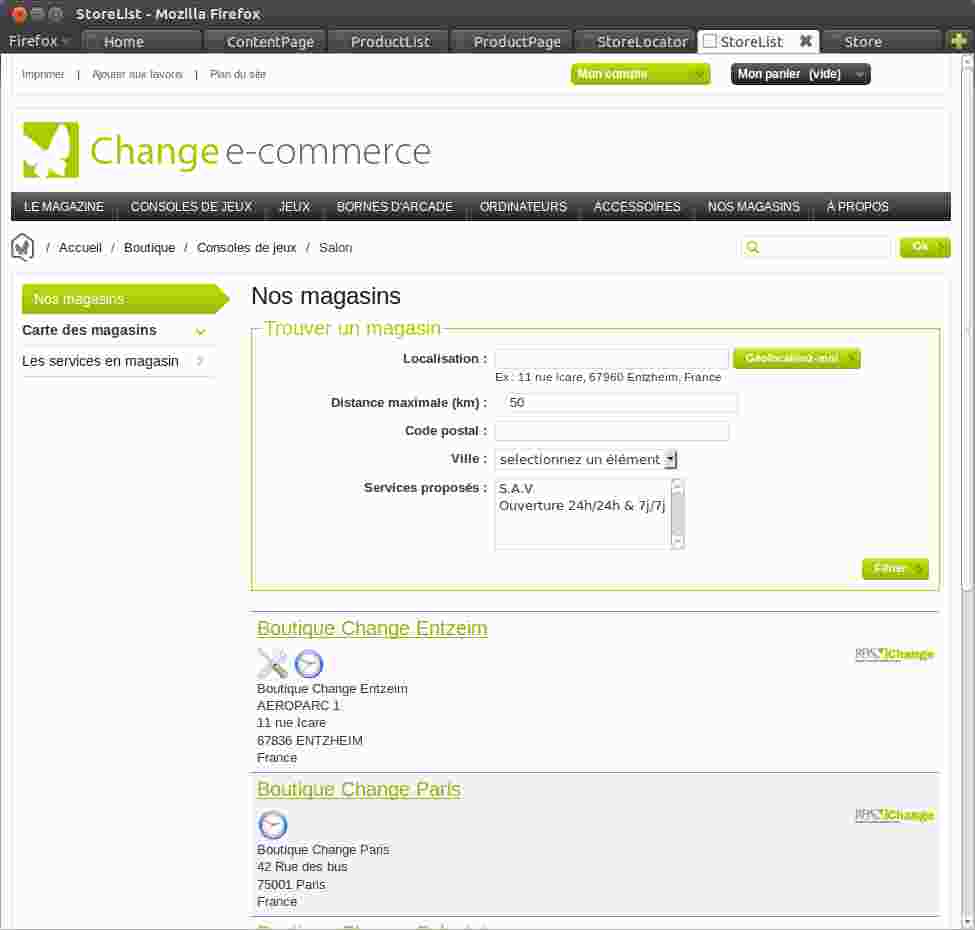 StoreList - Mozilla Firefox
Firefox Home ContentPage ProductList ProductPage StoreLocator StoreList Store
Imprimer | Ajouter aux favoris | Plan du site Mon compte Mon panier (vide)
Change e-commerce
LE MAGAZINE CONSOLES DE JEUX JEUX BORNES D'ARCADE ORDINATEURS ACCESSOIRES NOS MAGASINS À PROPOS
/ Accueil / Boutique / Consoles de jeux / Salon Ok
Nos magasins
Carte des magasins
Les services en magasin
Nos magasins
Trouver un magasin
Localisation : Géolocalisez-moi
Ex : 11 rue Icare, 67960 Entzheim, France
Distance maximale (km) : 50
Code postal :
Ville : selectionnez un élément
Services proposés : S.A.V.
Ouverture 24h/24h & 7j/7j
Filtrer
Boutique Change Entzeim
Change
Boutique Change Entzeim
AEROPARC 1
11 rue Icare
67836 ENTZHEIM
France
Boutique Change Paris
Change
Boutique Change Paris
42 Rue des bus
75001 Paris
France